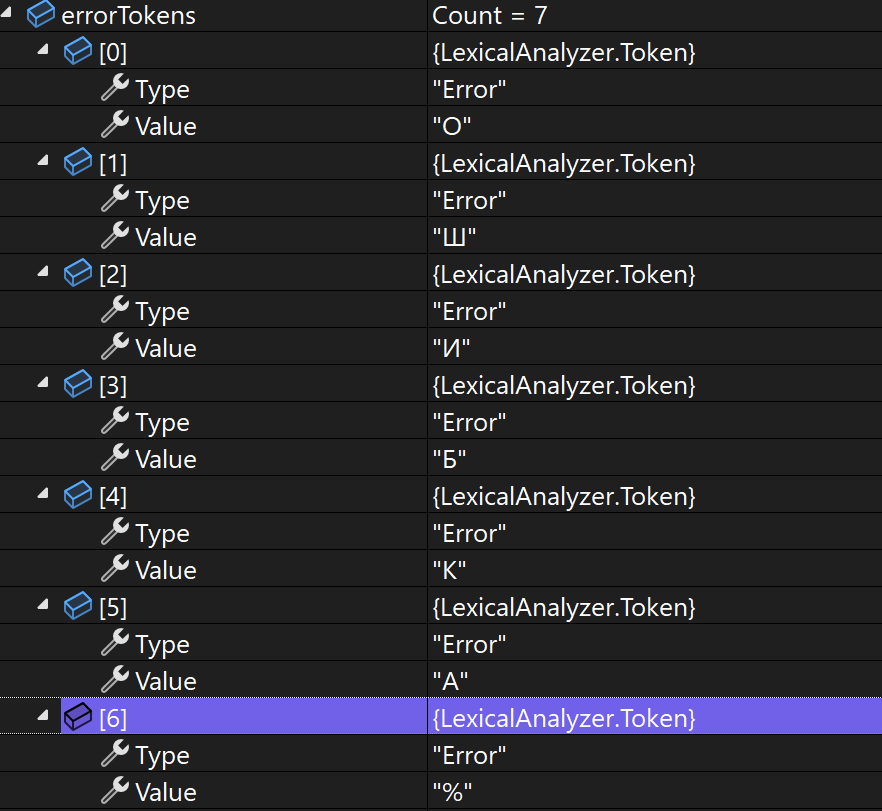 errorTokens Count = 7
[0] {LexicalAnalyzer.Token}
Type "Error"
Value "О"
[1] {LexicalAnalyzer.Token}
Type "Error"
Value "Ш"
[2] {LexicalAnalyzer.Token}
Type "Error"
Value "И"
[3] {LexicalAnalyzer.Token}
Type "Error"
Value "Б"
[4] {LexicalAnalyzer.Token}
Type "Error"
Value "К"
[5] {LexicalAnalyzer.Token}
Type "Error"
Value "А"
[6] {LexicalAnalyzer.Token}
Type "Error"
Value "%"